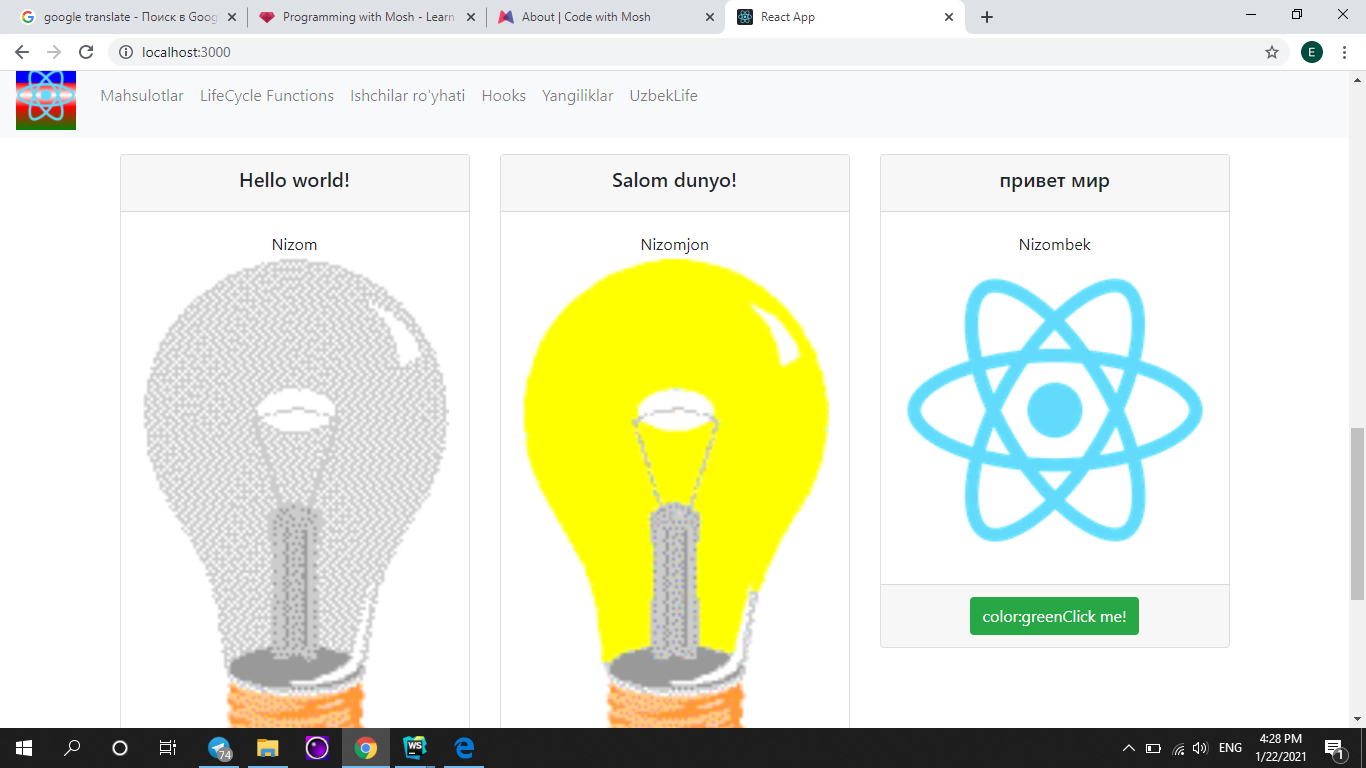 google translate - Поиск в Goog
Programming with Mosh - Learn
About | Code with Mosh
React App
localhost:3000
E
Mahsulotlar LifeCycle Functions Ishchilar ro'yhati Hooks Yangiliklar UzbekLife
Hello world!
Nizom
Salom dunyo!
Nizomjon
привет мир
Nizombek
color:greenClick me!
74
WS
ENG
4:28 PM
1/22/2021
1